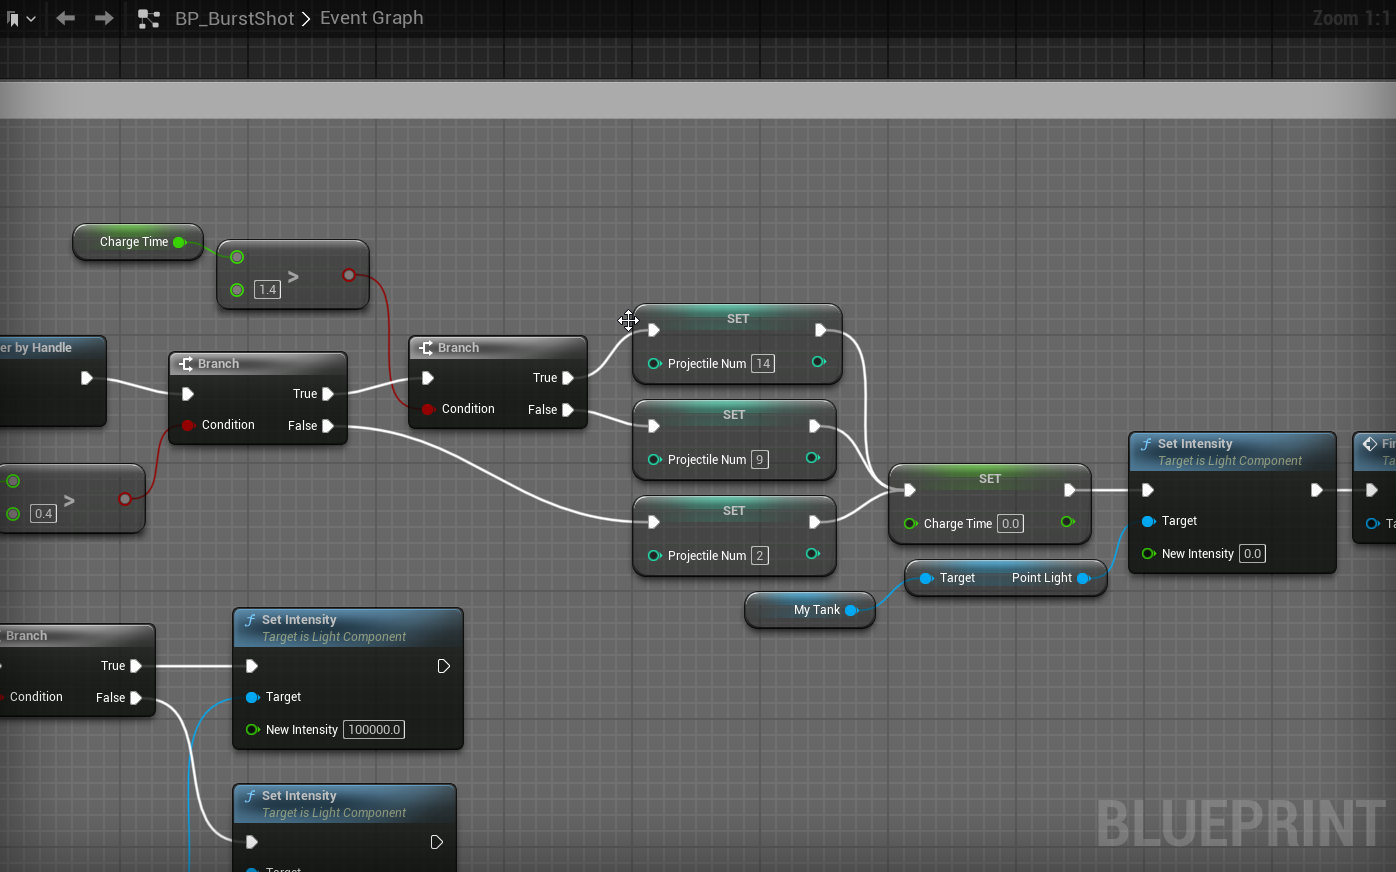 BP_BurstShot > Event Graph
Zoom 1:1
Charge Time
>
1.4
er by Handle
Branch
True
Condition
False
Branch
True
Condition
False
SET
Projectile Num 14
SET
Projectile Num 9
SET
Projectile Num 2
>
0.4
SET
Charge Time 0.0
Set Intensity
Target is Light Component
Target
New Intensity 0.0
Fin
Ta
Target Point Light
My Tank
Branch
True
Condition False
Set Intensity
Target is Light Component
Target
New Intensity 100000.0
Set Intensity
Target is Light Component
Target
BLUEPRINT